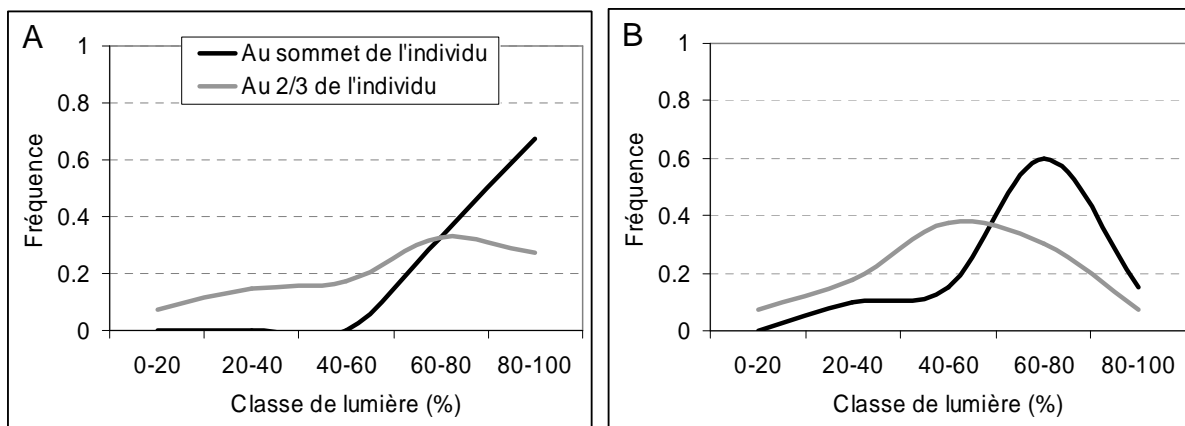 A
Au sommet de l'individu
Au 2/3 de l'individu
Fréquence
1
0.8
0.6
0.4
0.2
0
0-20 20-40 40-60 60-80 80-100
Classe de lumière (%)
B
Fréquence
1
0.8
0.6
0.4
0.2
0
0-20 20-40 40-60 60-80 80-100
Classe de lumière (%)